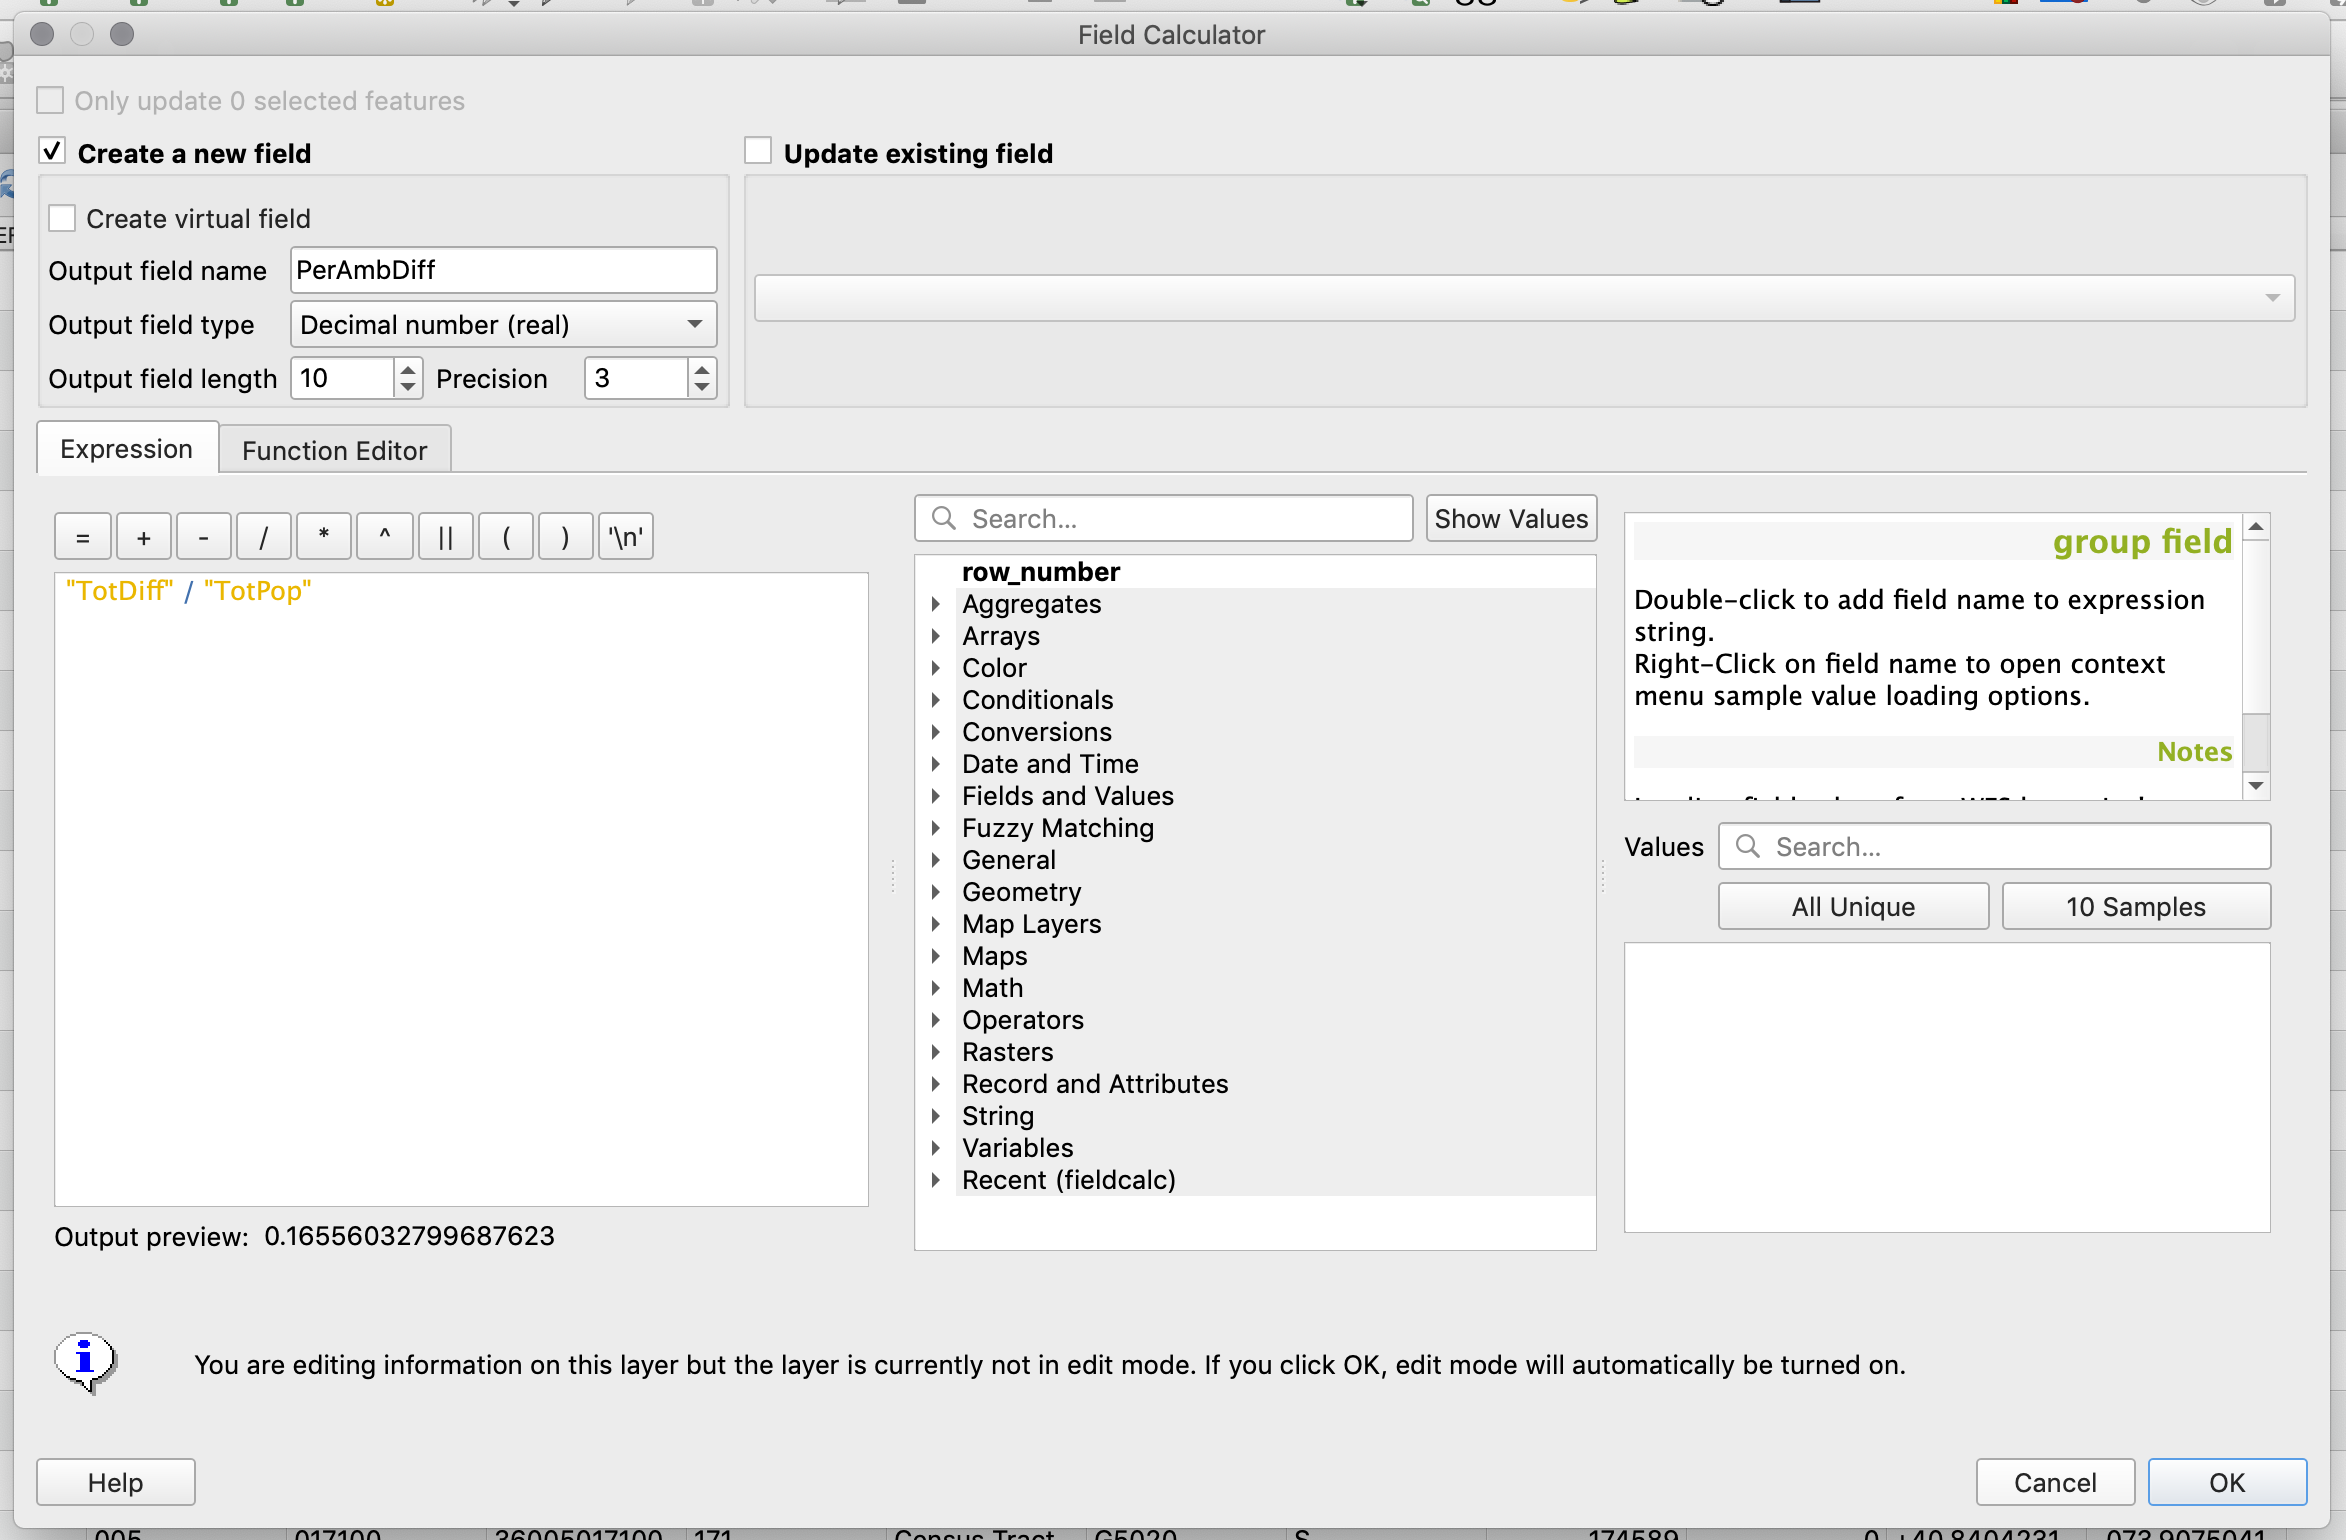 Field Calculator
Only update 0 selected features
Create a new field
Update existing field
Create virtual field
Output field name PerAmbDiff
Output field type Decimal number (real)
Output field length 10 Precision 3
Expression Function Editor
= + - / * ^ || ( ) '\n'
"TotDiff" / "TotPop"
Output preview: 0.16556032799687623
Search... Show Values
row_number
Aggregates
Arrays
Color
Conditionals
Conversions
Date and Time
Fields and Values
Fuzzy Matching
General
Geometry
Map Layers
Maps
Math
Operators
Rasters
Record and Attributes
String
Variables
Recent (fieldcalc)
group field
Double-click to add field name to expression
string.
Right-Click on field name to open context
menu sample value loading options.
Notes
Values Search...
All Unique 10 Samples
You are editing information on this layer but the layer is currently not in edit mode. If you click OK, edit mode will automatically be turned on.
Help Cancel OK
005 017100 36005017100 171 Census Tract G5020 S 174589 0 +40.8404231 -073.9075041